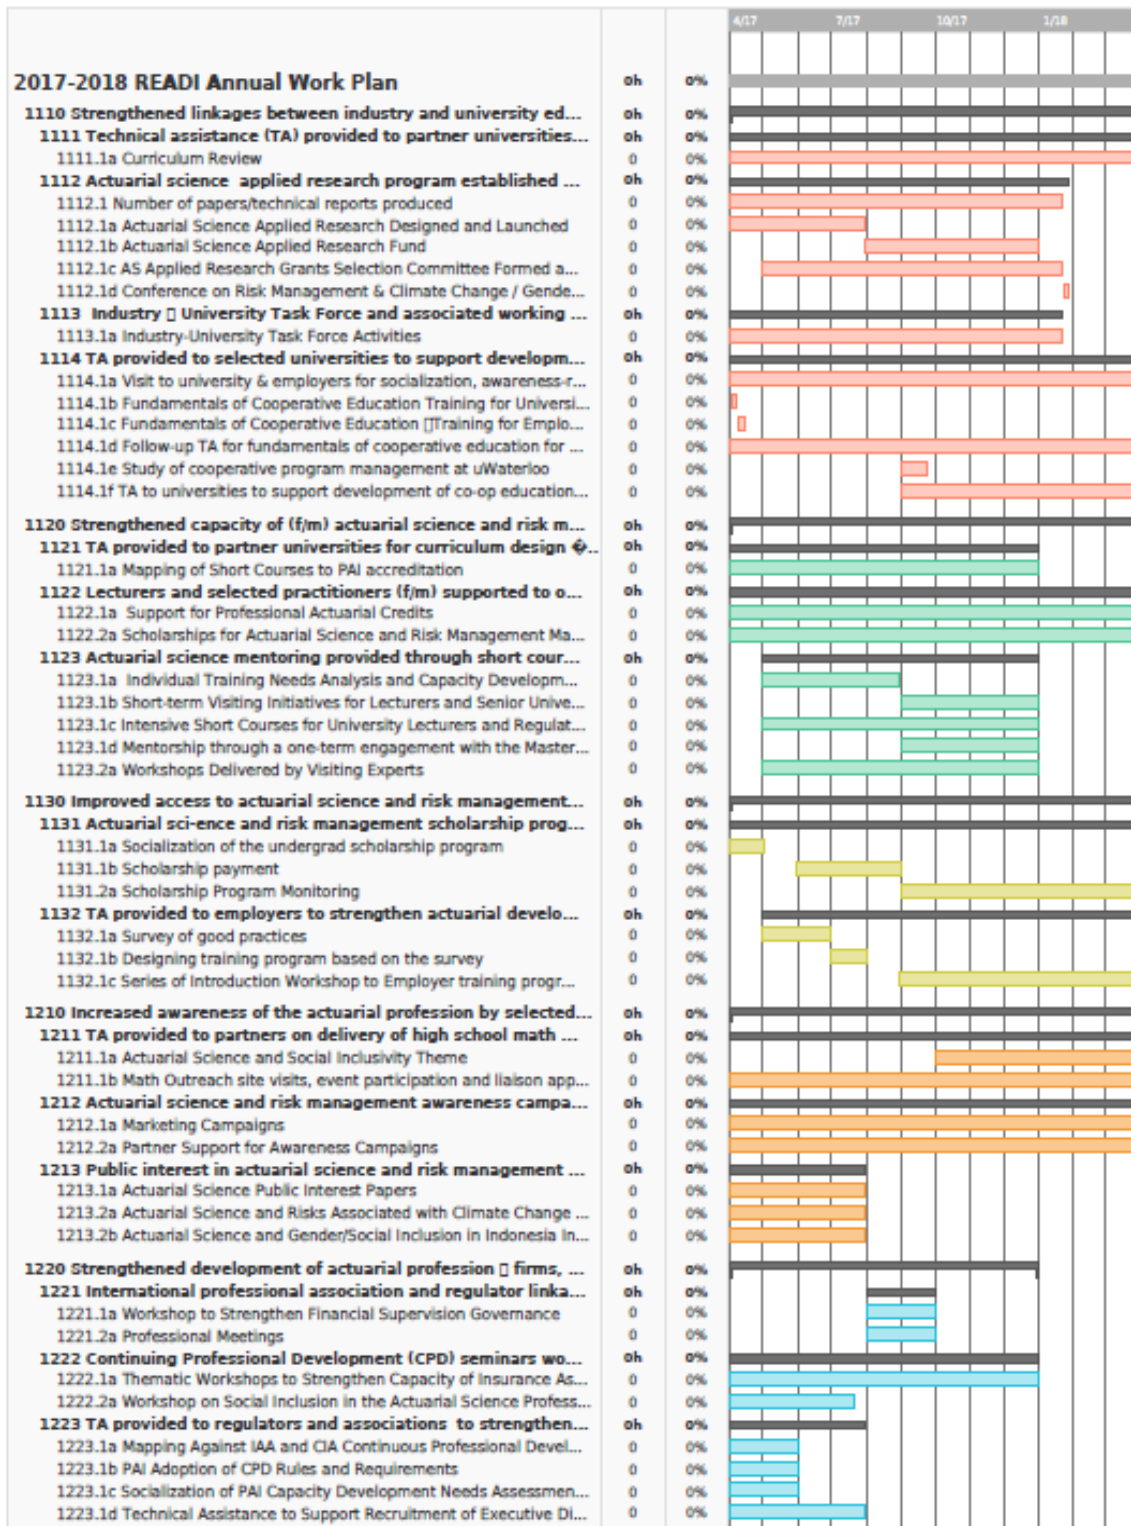 4/17 7/17 10/17 1/18
2017-2018 READI Annual Work Plan 0h 0%
1110 Strengthened linkages between industry and university ed... 0h 0%
1111 Technical assistance (TA) provided to partner universities... 0h 0%
1111.1a Curriculum Review 0 0%
1112 Actuarial science applied research program established ... 0h 0%
1112.1 Number of papers/technical reports produced 0 0%
1112.1a Actuarial Science Applied Research Designed and Launched 0 0%
1112.1b Actuarial Science Applied Research Fund 0 0%
1112.1c AS Applied Research Grants Selection Committee Formed a... 0 0%
1112.1d Conference on Risk Management & Climate Change / Gende... 0 0%
1113 Industry ▯ University Task Force and associated working ... 0h 0%
1113.1a Industry-University Task Force Activities 0 0%
1114 TA provided to selected universities to support developm... 0h 0%
1114.1a Visit to university & employers for socialization, awareness-r... 0 0%
1114.1b Fundamentals of Cooperative Education Training for Universi... 0 0%
1114.1c Fundamentals of Cooperative Education ▯Training for Emplo... 0 0%
1114.1d Follow-up TA for fundamentals of cooperative education for ... 0 0%
1114.1e Study of cooperative program management at uWaterloo 0 0%
1114.1f TA to universities to support development of co-op education... 0 0%
1120 Strengthened capacity of (f/m) actuarial science and risk m... 0h 0%
1121 TA provided to partner universities for curriculum design �... 0h 0%
1121.1a Mapping of Short Courses to PAI accreditation 0 0%
1122 Lecturers and selected practitioners (f/m) supported to o... 0h 0%
1122.1a Support for Professional Actuarial Credits 0 0%
1122.2a Scholarships for Actuarial Science and Risk Management Ma... 0 0%
1123 Actuarial science mentoring provided through short cour... 0h 0%
1123.1a Individual Training Needs Analysis and Capacity Developm... 0 0%
1123.1b Short-term Visiting Initiatives for Lecturers and Senior Unive... 0 0%
1123.1c Intensive Short Courses for University Lecturers and Regulat... 0 0%
1123.1d Mentorship through a one-term engagement with the Master... 0 0%
1123.2a Workshops Delivered by Visiting Experts 0 0%
1130 Improved access to actuarial science and risk management... 0h 0%
1131 Actuarial sci-ence and risk management scholarship prog... 0h 0%
1131.1a Socialization of the undergrad scholarship program 0 0%
1131.1b Scholarship payment 0 0%
1131.2a Scholarship Program Monitoring 0 0%
1132 TA provided to employers to strengthen actuarial develo... 0h 0%
1132.1a Survey of good practices 0 0%
1132.1b Designing training program based on the survey 0 0%
1132.1c Series of Introduction Workshop to Employer training progr... 0 0%
1210 Increased awareness of the actuarial profession by selected... 0h 0%
1211 TA provided to partners on delivery of high school math ... 0h 0%
1211.1a Actuarial Science and Social Inclusivity Theme 0 0%
1211.1b Math Outreach site visits, event participation and liaison app... 0 0%
1212 Actuarial science and risk management awareness campa... 0h 0%
1212.1a Marketing Campaigns 0 0%
1212.2a Partner Support for Awareness Campaigns 0 0%
1213 Public interest in actuarial science and risk management ... 0h 0%
1213.1a Actuarial Science Public Interest Papers 0 0%
1213.2a Actuarial Science and Risks Associated with Climate Change ... 0 0%
1213.2b Actuarial Science and Gender/Social Inclusion in Indonesia In... 0 0%
1220 Strengthened development of actuarial profession ▯ firms, ... 0h 0%
1221 International professional association and regulator linka... 0h 0%
1221.1a Workshop to Strengthen Financial Supervision Governance 0 0%
1221.2a Professional Meetings 0 0%
1222 Continuing Professional Development (CPD) seminars wo... 0h 0%
1222.1a Thematic Workshops to Strengthen Capacity of Insurance As... 0 0%
1222.2a Workshop on Social Inclusion in the Actuarial Science Profess... 0 0%
1223 TA provided to regulators and associations to strengthen... 0h 0%
1223.1a Mapping Against IAA and CIA Continuous Professional Devel... 0 0%
1223.1b PAI Adoption of CPD Rules and Requirements 0 0%
1223.1c Socialization of PAI Capacity Development Needs Assessmen... 0 0%
1223.1d Technical Assistance to Support Recruitment of Executive Di... 0 0%